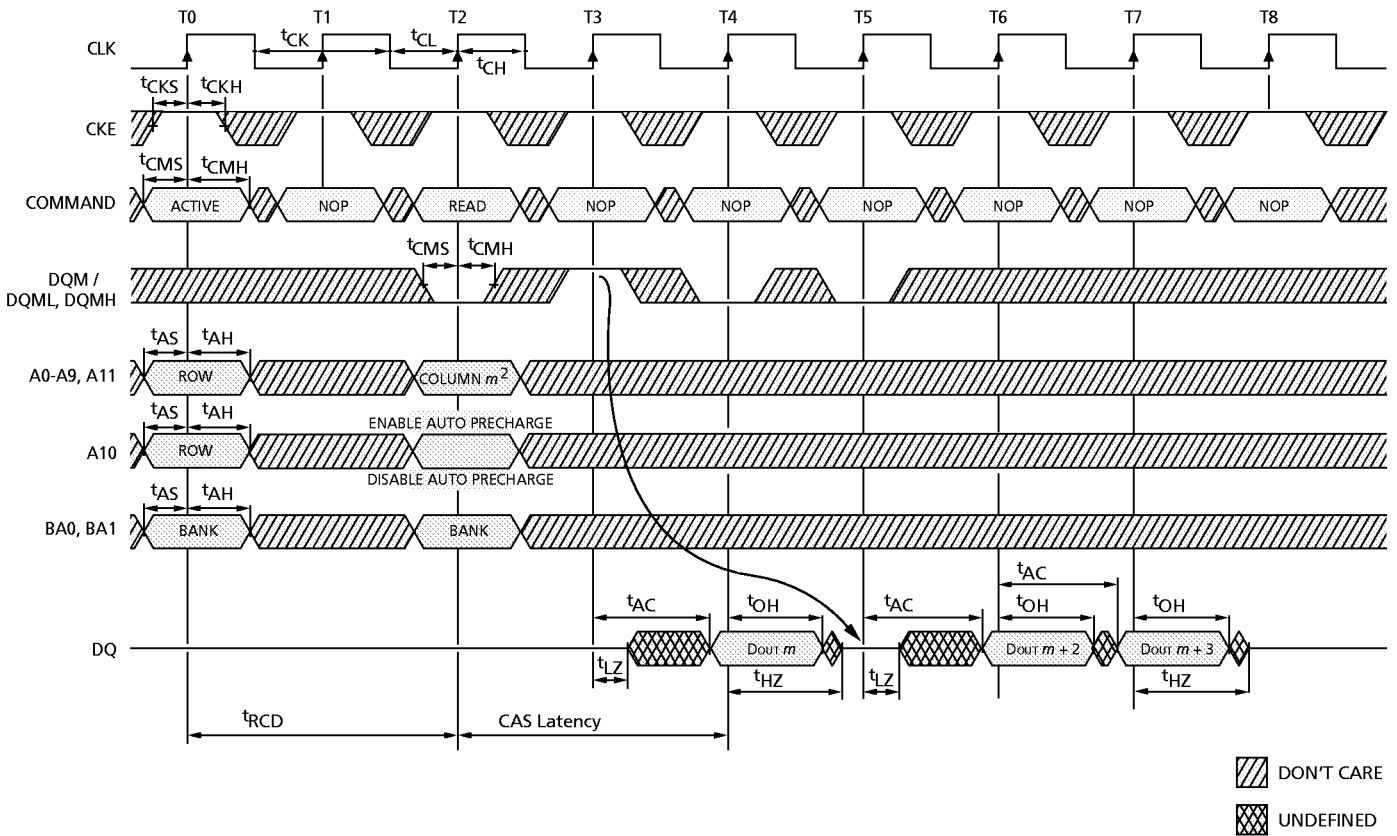 T0 T1 T2 T3 T4 T5 T6 T7 T8
CLK tCK tCL tCH
tCKS tCKH
CKE
tCMS tCMH
COMMAND ACTIVE NOP READ NOP NOP NOP NOP NOP NOP
tCMS tCMH
DQM /
DQML, DQMH
tAS tAH
A0-A9, A11 ROW COLUMN m2
tAS tAH ENABLE AUTO PRECHARGE
A10 ROW
DISABLE AUTO PRECHARGE
tAS tAH
BA0, BA1 BANK BANK
tAC
tAC tOH tAC tOH tOH
DQ DOUT m DOUT m + 2 DOUT m + 3
tLZ tHZ tLZ tHZ
tRCD CAS Latency
DON'T CARE
UNDEFINED